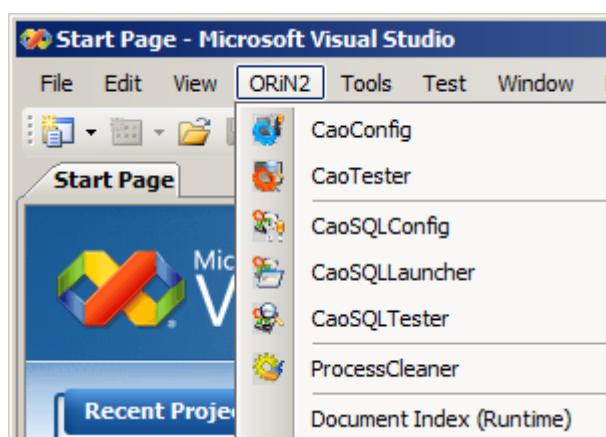 Start Page - Microsoft Visual Studio
File Edit View ORiN2 Tools Test Window
Start Page
CaoConfig
CaoTester
CaoSQLConfig
CaoSQLLauncher
CaoSQLTester
ProcessCleaner
Document Index (Runtime)
Recent